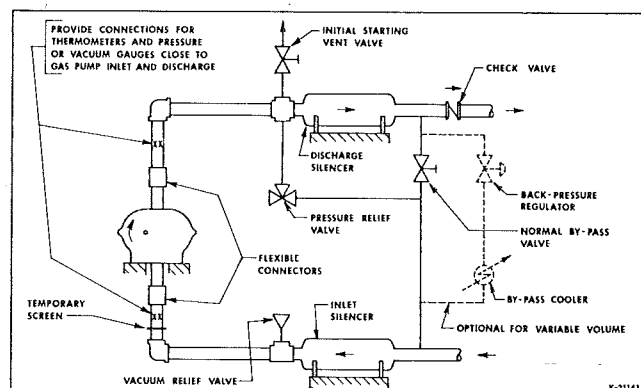 PROVIDE CONNECTIONS FOR
THERMOMETERS AND PRESSURE
OR VACUUM GAUGES CLOSE TO
GAS PUMP INLET AND DISCHARGE
INITIAL STARTING
VENT VALVE
CHECK VALVE
DISCHARGE
SILENCER
BACK-PRESSURE
REGULATOR
PRESSURE RELIEF
VALVE
NORMAL BY-PASS
VALVE
FLEXIBLE
CONNECTORS
BY-PASS COOLER
TEMPORARY
SCREEN
INLET
SILENCER
OPTIONAL FOR VARIABLE VOLUME
VACUUM RELIEF VALVE